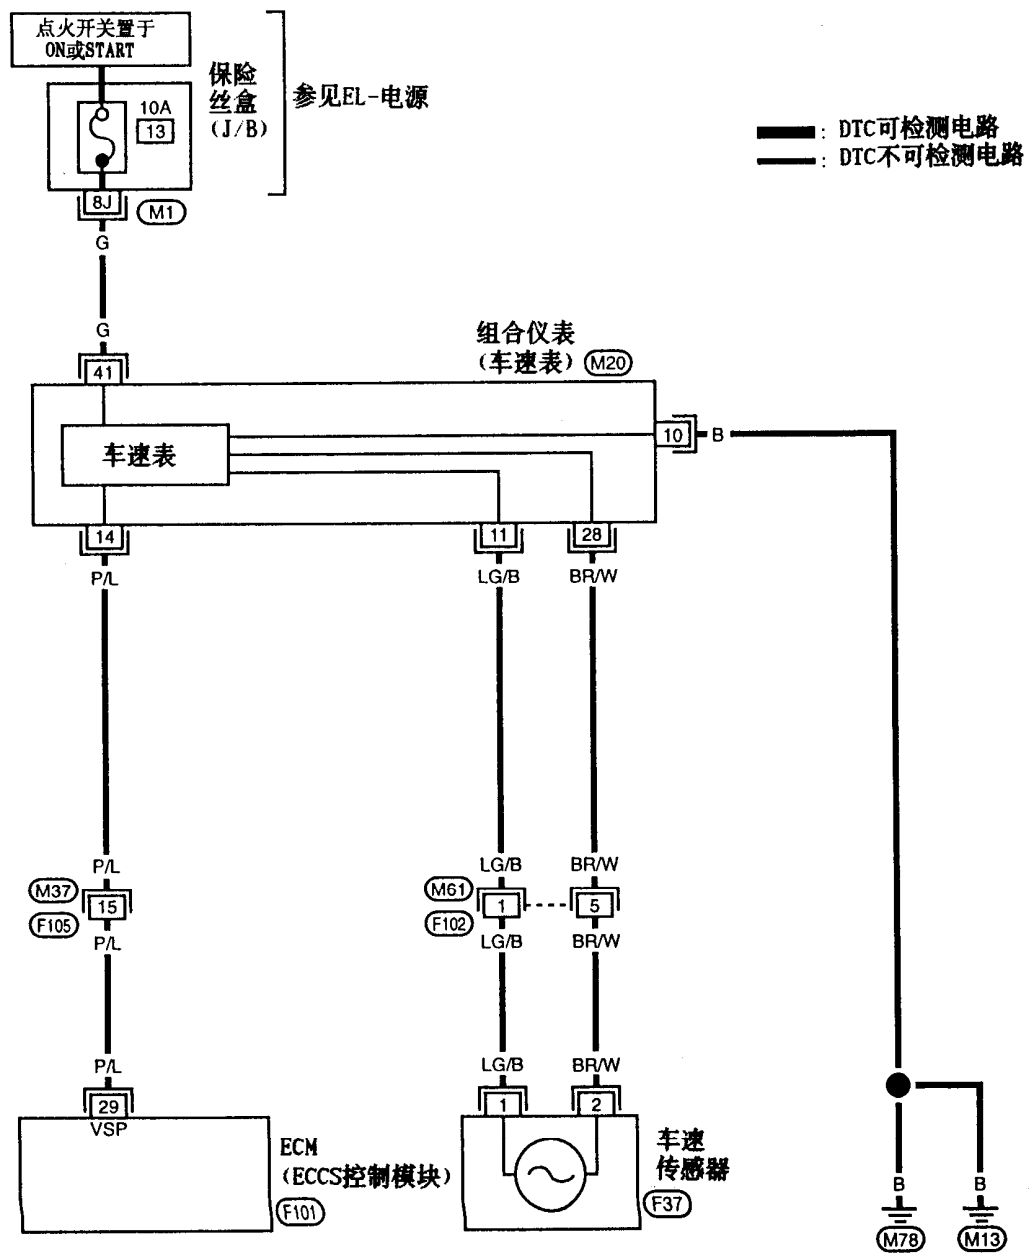 点火开关置于
ON或START
10A
13
保险
丝盒
(J/B)
参见EL-电源
: DTC可检测电路
: DTC不可检测电路
8J
M1
G
G
41
组合仪表
(车速表) M20
车速表
10
B
14
11
28
P/L
LG/B
BR/W
P/L
LG/B
BR/W
M37
15
F105
M61
1
5
F102
P/L
LG/B
BR/W
P/L
LG/B
BR/W
29
VSP
1
2
ECM
(ECCS控制模块)
F101
车速
传感器
F37
B
B
M78
M13